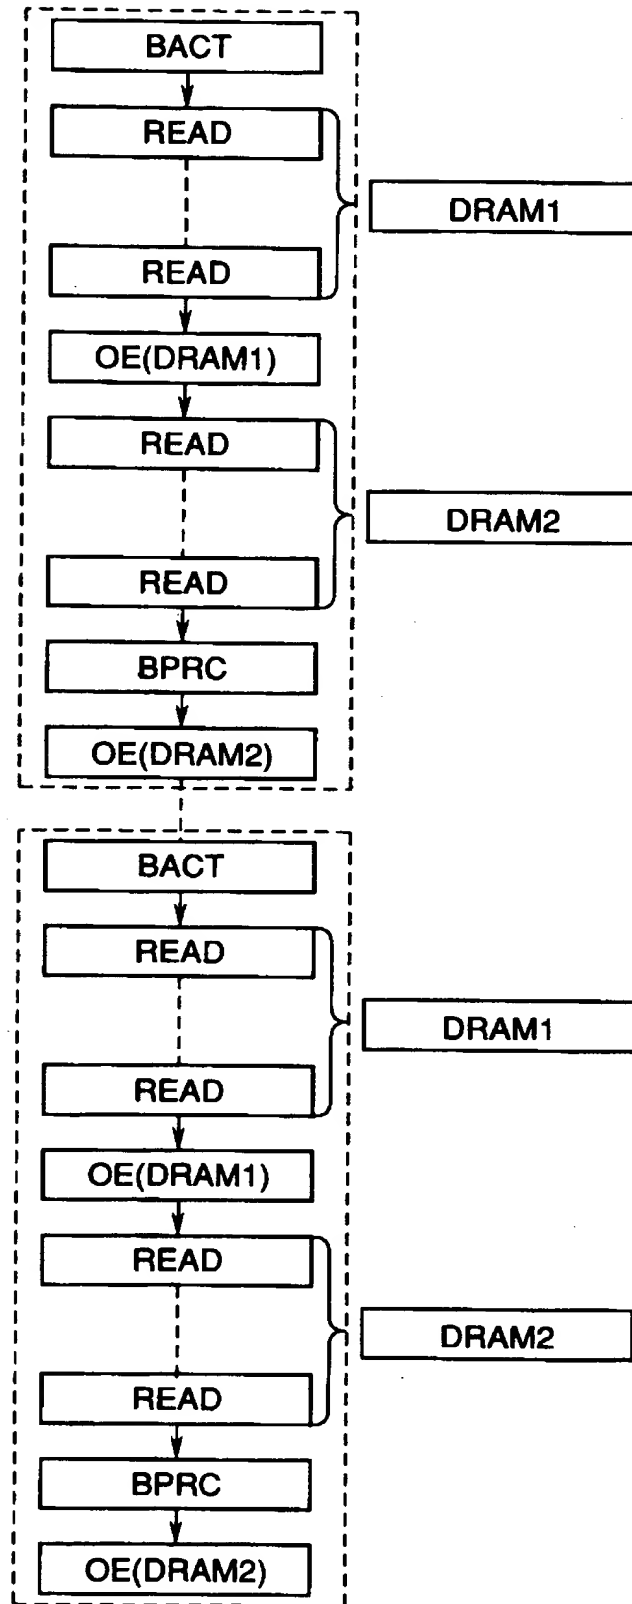 BACT
READ
DRAM1
READ
OE(DRAM1)
READ
DRAM2
READ
BPRC
OE(DRAM2)
BACT
READ
DRAM1
READ
OE(DRAM1)
READ
DRAM2
READ
BPRC
OE(DRAM2)